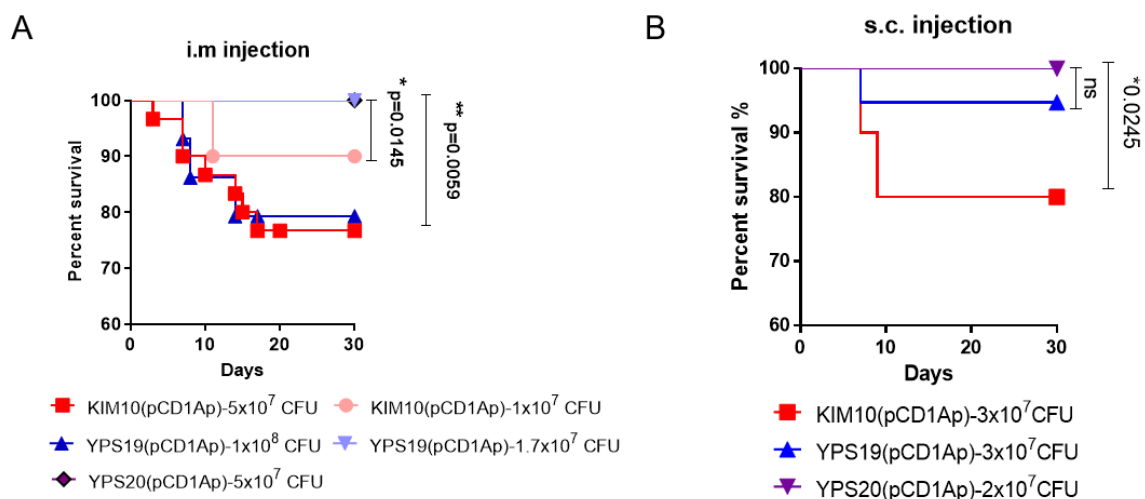 A
i.m injection
Percent survival
100
90
80
70
60
0
10
20
30
Days
* p=0.0145
** p=0.0059
KIM10(pCD1Ap)-5x10⁷ CFU
KIM10(pCD1Ap)-1x10⁷ CFU
YPS19(pCD1Ap)-1x10⁸ CFU
YPS19(pCD1Ap)-1.7x10⁷ CFU
YPS20(pCD1Ap)-5x10⁷ CFU
B
s.c. injection
Percent survival %
100
90
80
70
60
0
10
20
30
Days
ns
*0.0245
KIM10(pCD1Ap)-3x10⁷CFU
YPS19(pCD1Ap)-3x10⁷CFU
YPS20(pCD1Ap)-2x10⁷CFU